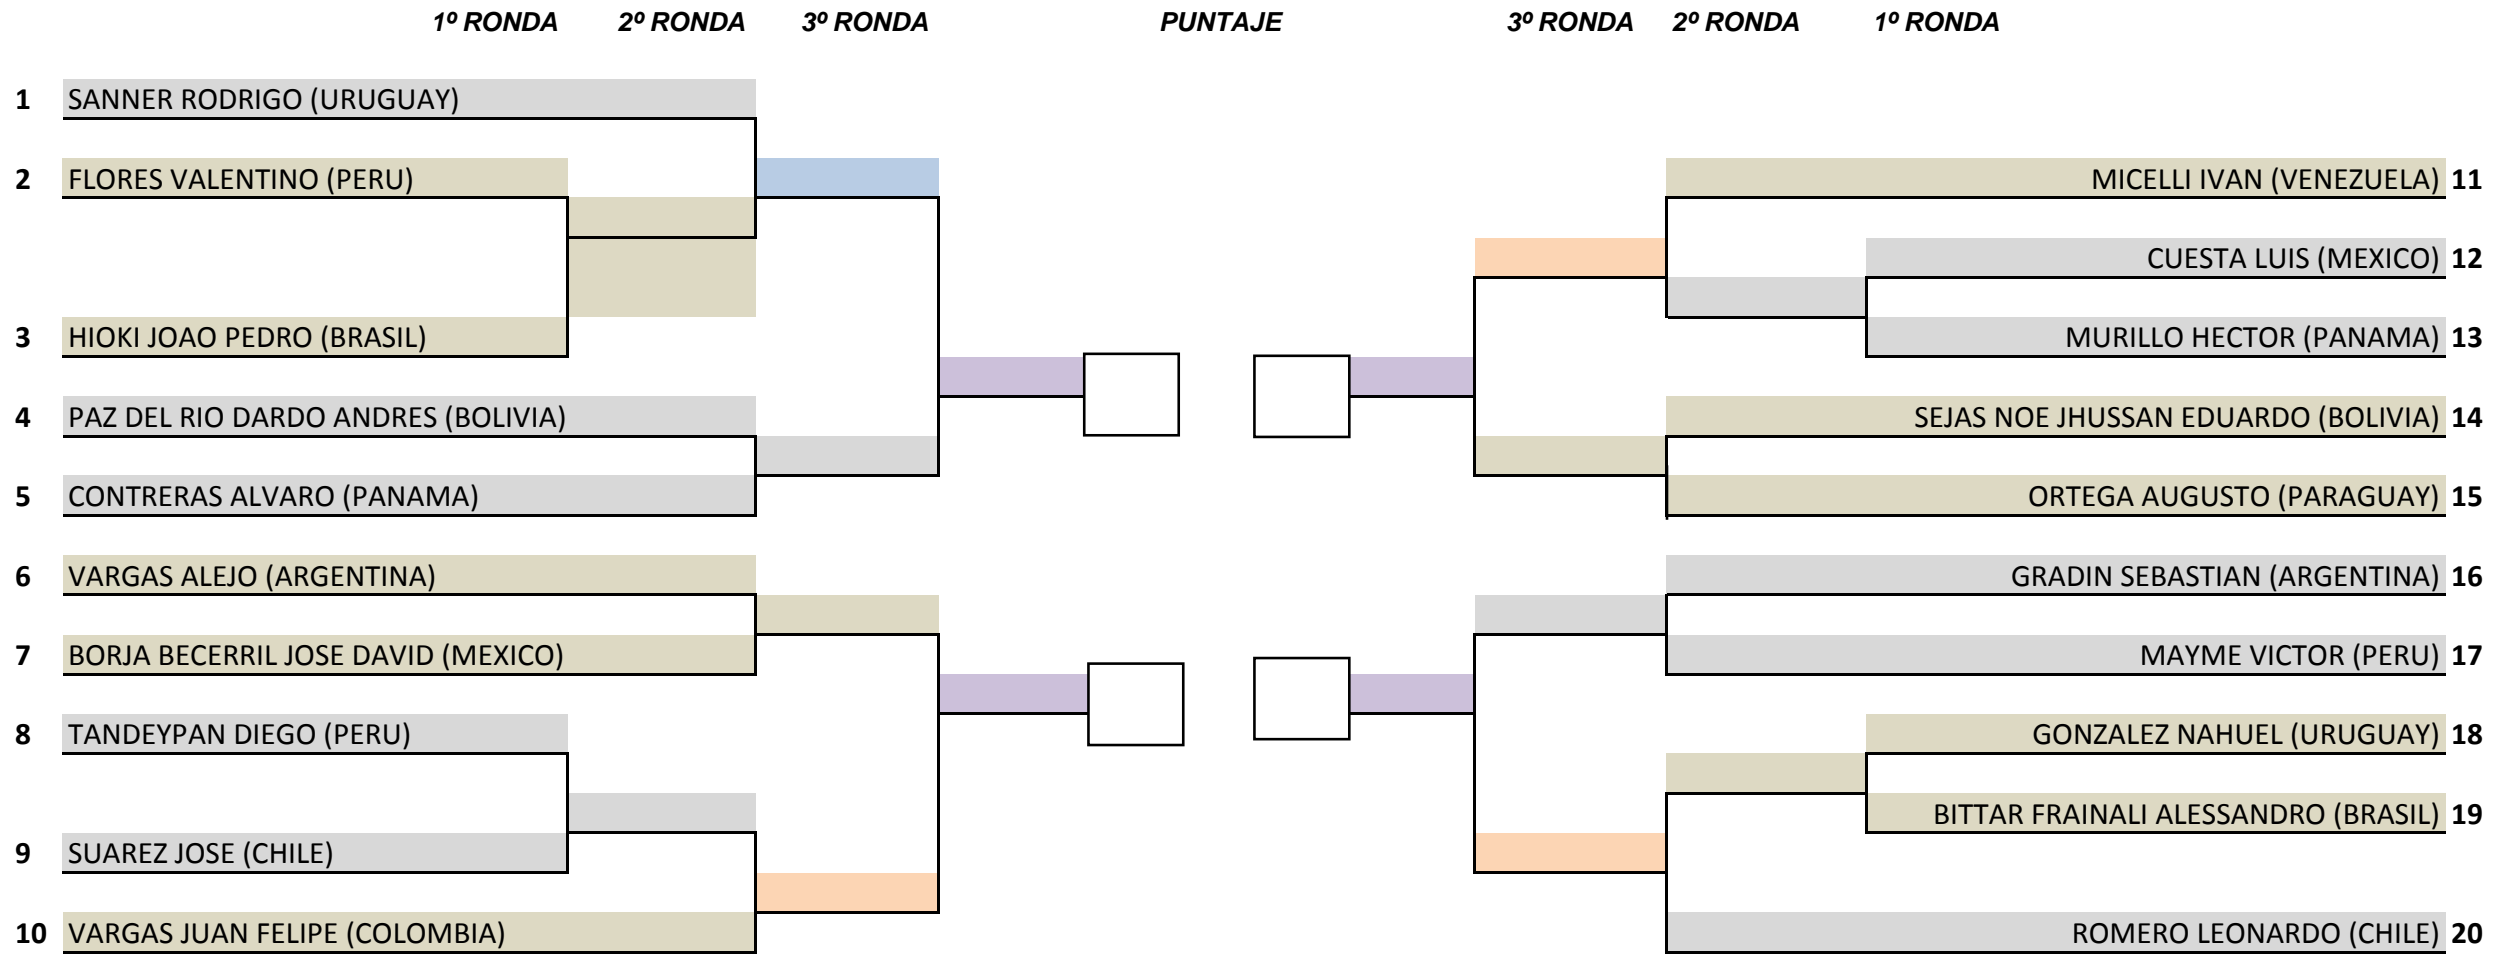 1º RONDA 2º RONDA 3º RONDA PUNTAJE 3º RONDA 2º RONDA 1º RONDA
1 SANNER RODRIGO (URUGUAY)
2 FLORES VALENTINO (PERU)
3 HIOKI JOAO PEDRO (BRASIL)
4 PAZ DEL RIO DARDO ANDRES (BOLIVIA)
5 CONTRERAS ALVARO (PANAMA)
6 VARGAS ALEJO (ARGENTINA)
7 BORJA BECERRIL JOSE DAVID (MEXICO)
8 TANDEYPAN DIEGO (PERU)
9 SUAREZ JOSE (CHILE)
10 VARGAS JUAN FELIPE (COLOMBIA)
MICELLI IVAN (VENEZUELA) 11
CUESTA LUIS (MEXICO) 12
MURILLO HECTOR (PANAMA) 13
SEJAS NOE JHUSSAN EDUARDO (BOLIVIA) 14
ORTEGA AUGUSTO (PARAGUAY) 15
GRADIN SEBASTIAN (ARGENTINA) 16
MAYME VICTOR (PERU) 17
GONZALEZ NAHUEL (URUGUAY) 18
BITTAR FRAINALI ALESSANDRO (BRASIL) 19
ROMERO LEONARDO (CHILE) 20